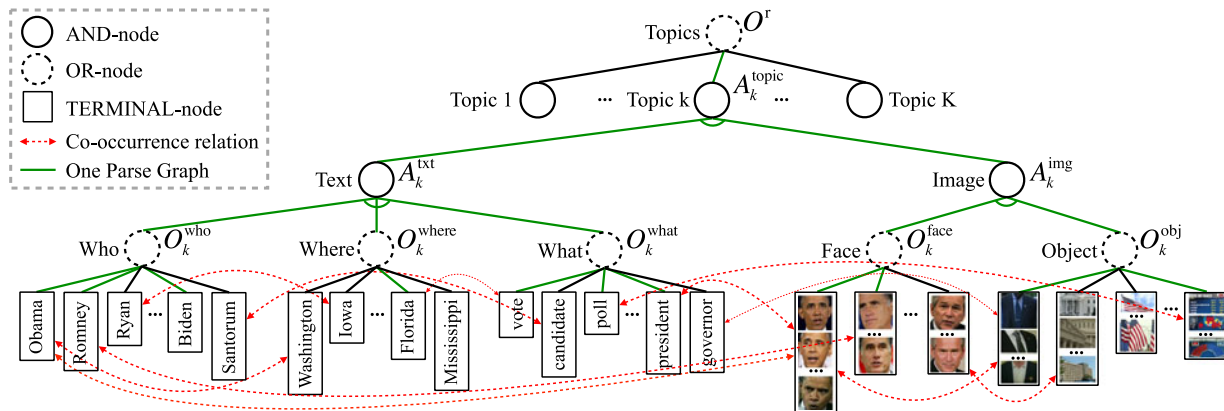 AND-node
OR-node
TERMINAL-node
Co-occurrence relation
One Parse Graph
Topics O^r
Topic 1 ... Topic k A_k^topic ... Topic K
Text A_k^txt
Image A_k^img
Who O_k^who
Where O_k^where
What O_k^what
Face O_k^face
Object O_k^obj
Obama
Romney
Ryan
...
Biden
Santorum
Washington
Iowa
...
Florida
Mississippi
vote
candidate
poll
...
president
governor
...
...